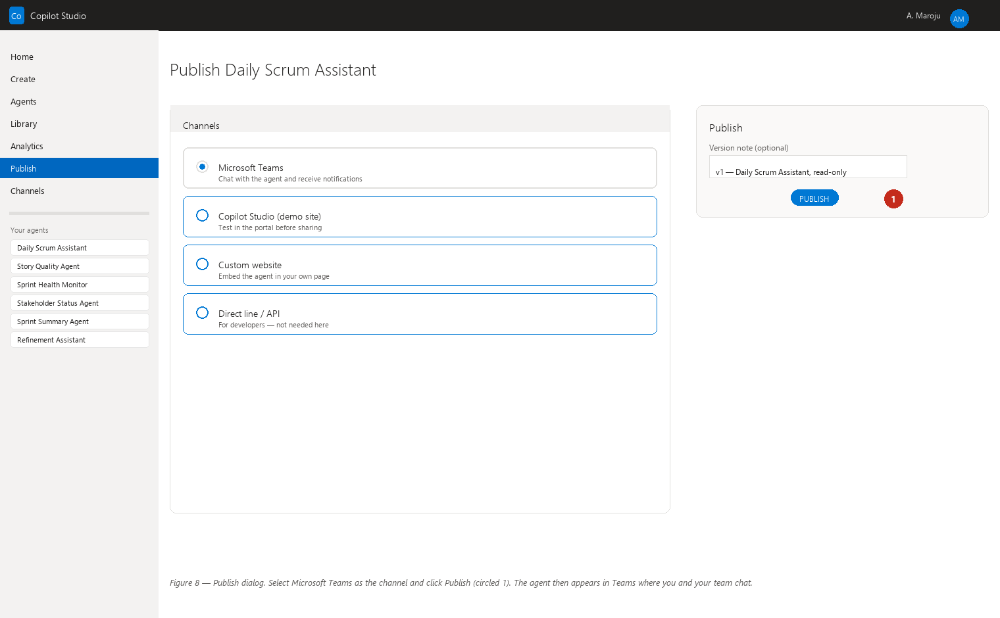 Co Copilot Studio
A. Maroju AM
Home
Create
Agents
Library
Analytics
Publish
Channels
Your agents
Daily Scrum Assistant
Story Quality Agent
Sprint Health Monitor
Stakeholder Status Agent
Sprint Summary Agent
Refinement Assistant
Publish Daily Scrum Assistant
Channels
Microsoft Teams
Chat with the agent and receive notifications
Copilot Studio (demo site)
Test in the portal before sharing
Custom website
Embed the agent in your own page
Direct line / API
For developers — not needed here
Publish
Version note (optional)
v1 — Daily Scrum Assistant, read-only
PUBLISH
1
Figure 8 — Publish dialog. Select Microsoft Teams as the channel and click Publish (circled 1). The agent then appears in Teams where you and your team chat.